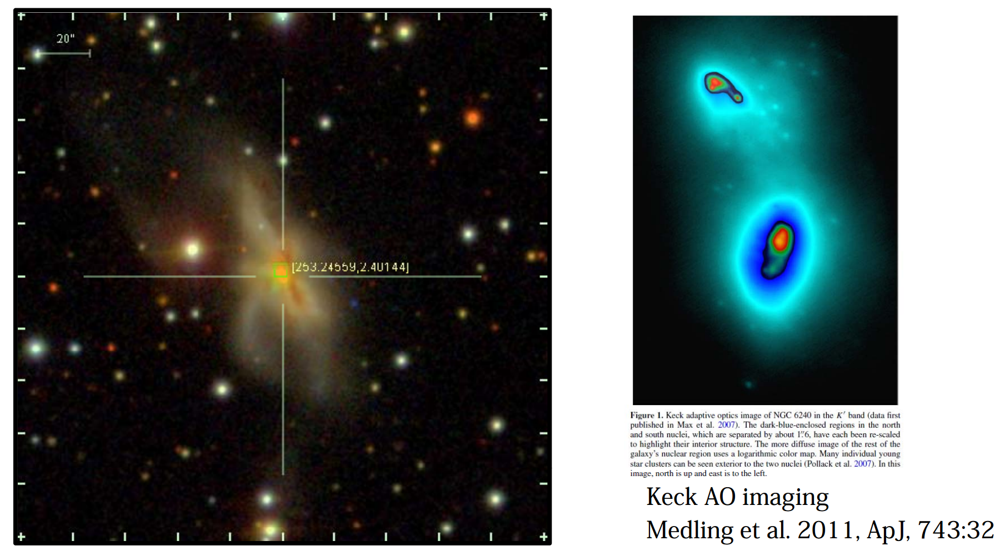 20"
[253.24559,2.40144]
Figure 1. Keck adaptive optics image of NGC 6240 in the K′ band (data first
published in Max et al. 2007). The dark-blue-enclosed regions in the north
and south nuclei, which are separated by about 1″.6, have each been re-scaled
to highlight their interior structure. The more diffuse image of the rest of the
galaxy's nuclear region uses a logarithmic color map. Many individual young
star clusters can be seen exterior to the two nuclei (Pollack et al. 2007). In this
image, north is up and east is to the left.
Keck AO imaging
Medling et al. 2011, ApJ, 743:32